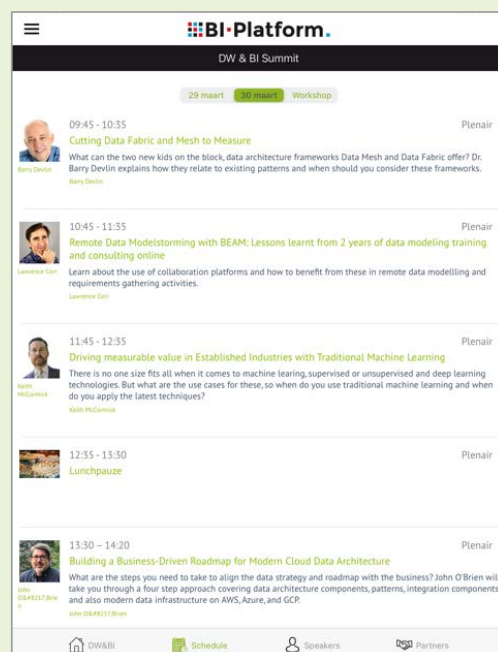 BI·Platform.
DW & BI Summit
29 maart 30 maart Workshop
09:45 - 10:35 Plenair
Cutting Data Fabric and Mesh to Measure
What can the two new kids on the block, data architecture frameworks Data Mesh and Data Fabric offer? Dr.
Barry Devlin explains how they relate to existing patterns and when should you consider these frameworks.
Barry Devlin
Barry Devlin
10:45 - 11:35 Plenair
Remote Data Modelstorming with BEAM: Lessons learnt from 2 years of data modeling training
and consulting online
Learn about the use of collaboration platforms and how to benefit from these in remote data modellling and
requirements gathering activities.
Lawrence Corr
Lawrence Corr
11:45 - 12:35 Plenair
Driving measurable value in Established Industries with Traditional Machine Learning
There is no one size fits all when it comes to machine learing, supervised or unsupervised and deep learning
technologies. But what are the use cases for these, so when do you use traditional machine learning and when
do you apply the latest techniques?
Keith
McCormick
Keith McCormick
12:35 - 13:30 Plenair
Lunchpauze
13:30 – 14:20 Plenair
Building a Business-Driven Roadmap for Modern Cloud Data Architecture
What are the steps you need to take to align the data strategy and roadmap with the business? John O'Brien will
take you through a four step approach covering data architecture components, patterns, integration components
and also modern data infrastructure on AWS, Azure, and GCP.
John
O&#8217;Brie
n
John O&#8217;Brien
DW&BI Schedule Speakers Partners